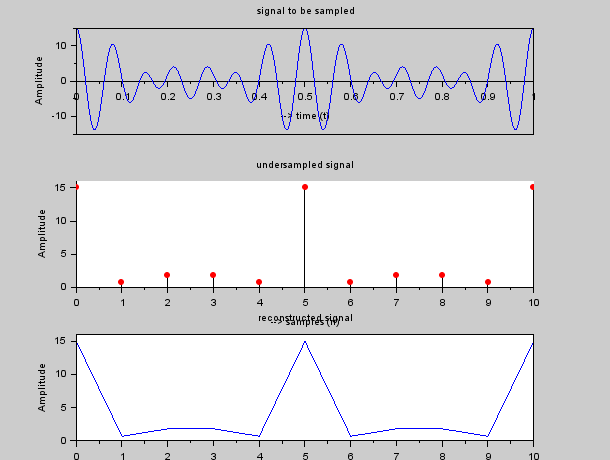 signal to be sampled
Amplitude
10
0
-10
0 0.1 0.2 0.3 0.4 0.5 0.6 0.7 0.8 0.9 1
--> time (t)
undersampled signal
Amplitude
15
10
5
0
0 1 2 3 4 5 6 7 8 9 10
--> samples (n)
reconstructed signal
Amplitude
15
10
5
0
0 1 2 3 4 5 6 7 8 9 10